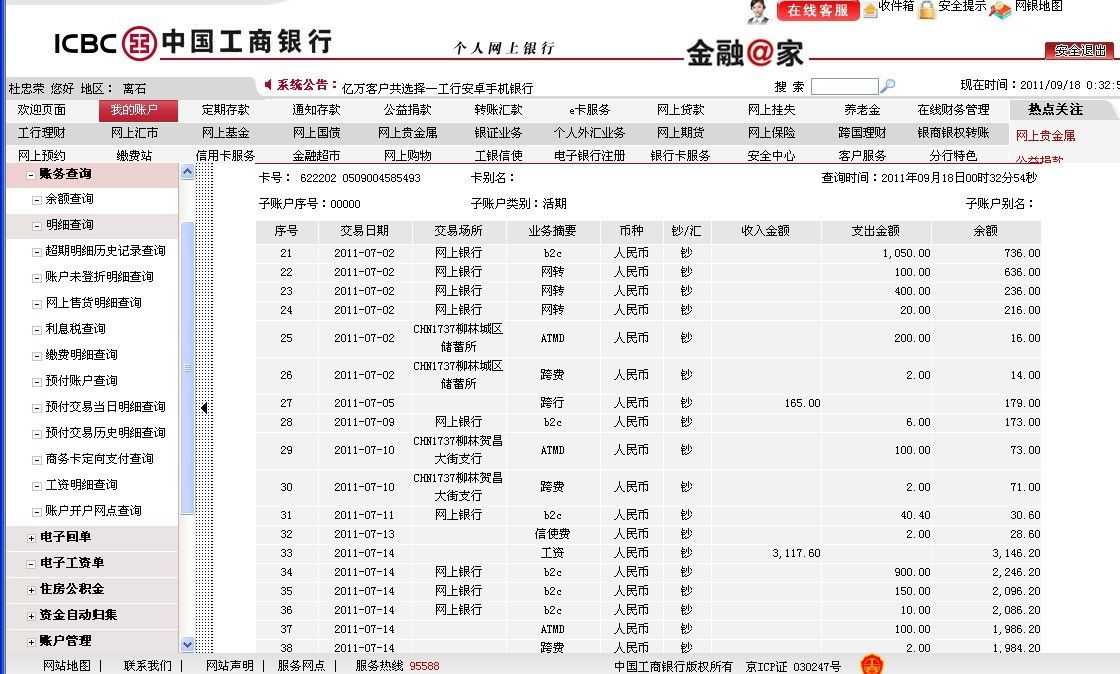 在线客服 收件箱 安全提示 网银地图
ICBC 中国工商银行 个人网上银行 金融@家 安全退出
杜忠荣 您好 地区： 离石 系统公告： 亿万客户共选择—工行安卓手机银行 搜 索 现在时间：2011/09/18 0:32:5
欢迎页面 我的账户 定期存款 通知存款 公益捐款 转账汇款 e卡服务 网上贷款 网上挂失 养老金 在线财务管理 热点关注
工行理财 网上汇市 网上基金 网上国债 网上贵金属 银证业务 个人外汇业务 网上期货 网上保险 跨国理财 银商银权转账 网上贵金属
网上预约 缴费站 信用卡服务 金融超市 网上购物 工银信使 电子银行注册 银行卡服务 安全中心 客户服务 分行特色 公益捐款
账务查询
余额查询
明细查询
超期明细历史记录查询
账户未登折明细查询
网上售货明细查询
利息税查询
缴费明细查询
预付账户查询
预付交易当日明细查询
预付交易历史明细查询
商务卡定向支付查询
工资明细查询
账户开户网点查询
电子回单
电子工资单
住房公积金
资金自动归集
账户管理
卡号： 622202 0509004585493 卡别名： 查询时间：2011年09月18日00时32分54秒
子账户序号：00000 子账户类别：活期 子账户别名：
序号 交易日期 交易场所 业务摘要 币种 钞/汇 收入金额 支出金额 余额
21 2011-07-02 网上银行 b2c 人民币 钞 1,050.00 736.00
22 2011-07-02 网上银行 网转 人民币 钞 100.00 636.00
23 2011-07-02 网上银行 网转 人民币 钞 400.00 236.00
24 2011-07-02 网上银行 网转 人民币 钞 20.00 216.00
25 2011-07-02 CHN1737柳林城区储蓄所 ATMD 人民币 钞 200.00 16.00
26 2011-07-02 CHN1737柳林城区储蓄所 跨费 人民币 钞 2.00 14.00
27 2011-07-05 跨行 人民币 钞 165.00 179.00
28 2011-07-09 网上银行 b2c 人民币 钞 6.00 173.00
29 2011-07-10 CHN1737柳林贺昌大街支行 ATMD 人民币 钞 100.00 73.00
30 2011-07-10 CHN1737柳林贺昌大街支行 跨费 人民币 钞 2.00 71.00
31 2011-07-11 网上银行 b2c 人民币 钞 40.40 30.60
32 2011-07-13 信使费 人民币 钞 2.00 28.60
33 2011-07-14 工资 人民币 钞 3,117.60 3,146.20
34 2011-07-14 网上银行 b2c 人民币 钞 900.00 2,246.20
35 2011-07-14 网上银行 b2c 人民币 钞 150.00 2,096.20
36 2011-07-14 网上银行 b2c 人民币 钞 10.00 2,086.20
37 2011-07-14 ATMD 人民币 钞 100.00 1,986.20
38 2011-07-14 跨费 人民币 钞 2.00 1,984.20
网站地图 | 联系我们 | 网站声明 | 服务网点 | 服务热线 95588 中国工商银行版权所有 京ICP证 030247号